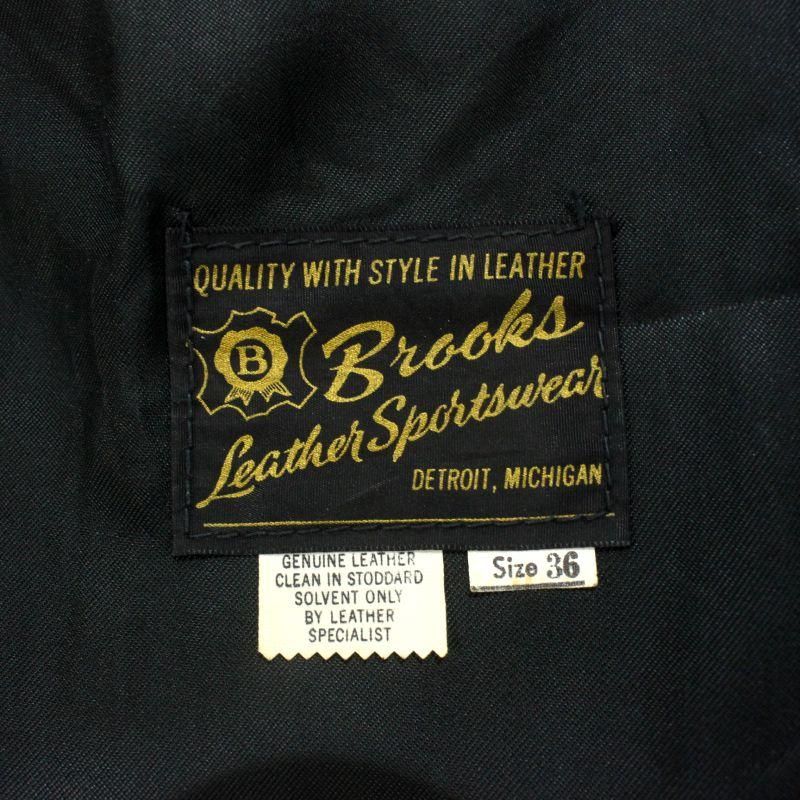 QUALITY WITH STYLE IN LEATHER
B
Brooks
Leather Sportswear
DETROIT, MICHIGAN
GENUINE LEATHER
CLEAN IN STODDARD
SOLVENT ONLY
BY LEATHER
SPECIALIST
Size 36